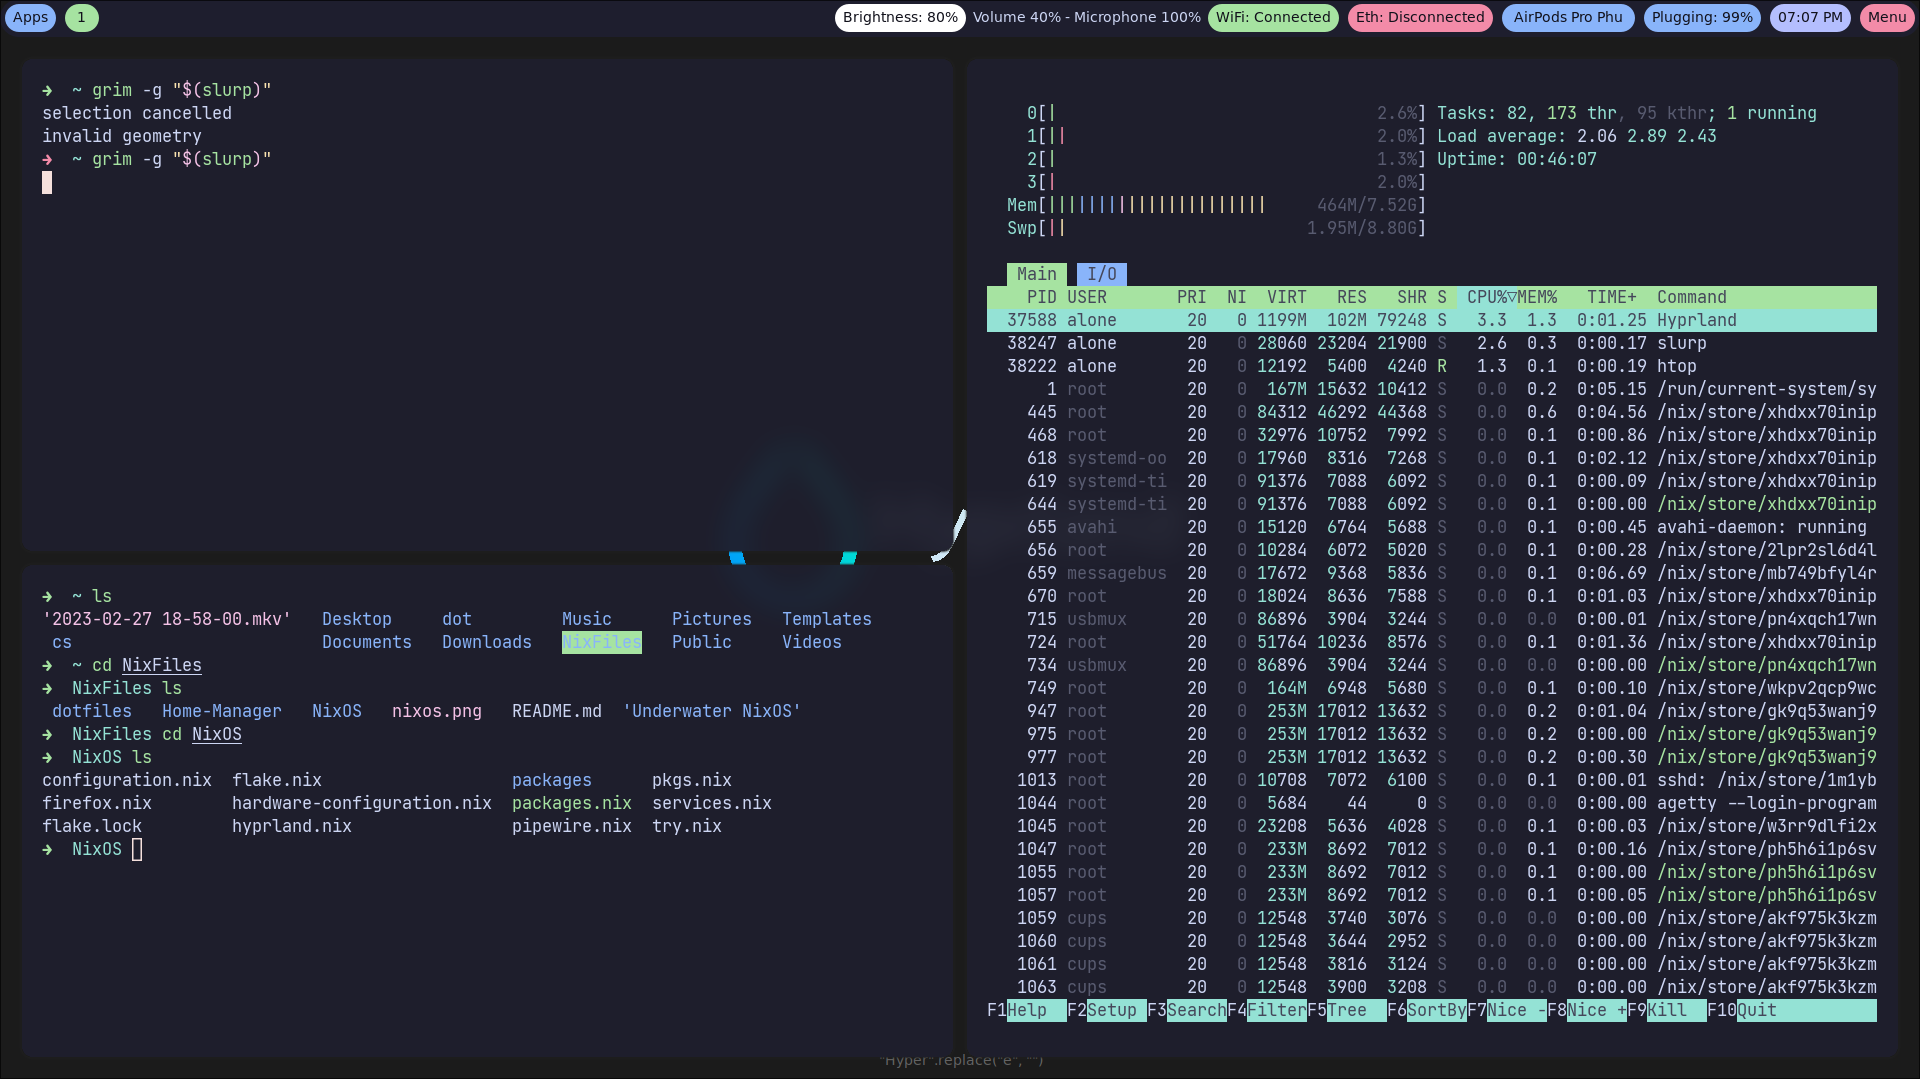 Apps 1 Brightness: 80% Volume 40% - Microphone 100% WiFi: Connected Eth: Disconnected AirPods Pro Phu Plugging: 99% 07:07 PM Menu
➜ ~ grim -g "$(slurp)"
selection cancelled
invalid geometry
➜ ~ grim -g "$(slurp)"
➜ ~ ls
'2023-02-27 18-58-00.mkv' Desktop dot Music Pictures Templates
cs Documents Downloads NixFiles Public Videos
➜ ~ cd NixFiles
➜ NixFiles ls
dotfiles Home-Manager NixOS nixos.png README.md 'Underwater NixOS'
➜ NixFiles cd NixOS
➜ NixOS ls
configuration.nix flake.nix packages pkgs.nix
firefox.nix hardware-configuration.nix packages.nix services.nix
flake.lock hyprland.nix pipewire.nix try.nix
➜ NixOS
0[| 2.6%] Tasks: 82, 173 thr, 95 kthr; 1 running
1[|| 2.0%] Load average: 2.06 2.89 2.43
2[| 1.3%] Uptime: 00:46:07
3[| 2.0%]
Mem[|||||||||||||||||||||| 464M/7.52G]
Swp[|| 1.95M/8.80G]
Main I/O
PID USER PRI NI VIRT RES SHR S CPU%▽MEM% TIME+ Command
37588 alone 20 0 1199M 102M 79248 S 3.3 1.3 0:01.25 Hyprland
38247 alone 20 0 28060 23204 21900 S 2.6 0.3 0:00.17 slurp
38222 alone 20 0 12192 5400 4240 R 1.3 0.1 0:00.19 htop
1 root 20 0 167M 15632 10412 S 0.0 0.2 0:05.15 /run/current-system/sy
445 root 20 0 84312 46292 44368 S 0.0 0.6 0:04.56 /nix/store/xhdxx70inip
468 root 20 0 32976 10752 7992 S 0.0 0.1 0:00.86 /nix/store/xhdxx70inip
618 systemd-oo 20 0 17960 8316 7268 S 0.0 0.1 0:02.12 /nix/store/xhdxx70inip
619 systemd-ti 20 0 91376 7088 6092 S 0.0 0.1 0:00.09 /nix/store/xhdxx70inip
644 systemd-ti 20 0 91376 7088 6092 S 0.0 0.1 0:00.00 /nix/store/xhdxx70inip
655 avahi 20 0 15120 6764 5688 S 0.0 0.1 0:00.45 avahi-daemon: running
656 root 20 0 10284 6072 5020 S 0.0 0.1 0:00.28 /nix/store/2lpr2sl6d4l
659 messagebus 20 0 17672 9368 5836 S 0.0 0.1 0:06.69 /nix/store/mb749bfyl4r
670 root 20 0 18024 8636 7588 S 0.0 0.1 0:01.03 /nix/store/xhdxx70inip
715 usbmux 20 0 86896 3904 3244 S 0.0 0.0 0:00.01 /nix/store/pn4xqch17wn
724 root 20 0 51764 10236 8576 S 0.0 0.1 0:01.36 /nix/store/xhdxx70inip
734 usbmux 20 0 86896 3904 3244 S 0.0 0.0 0:00.00 /nix/store/pn4xqch17wn
749 root 20 0 164M 6948 5680 S 0.0 0.1 0:00.10 /nix/store/wkpv2qcp9wc
947 root 20 0 253M 17012 13632 S 0.0 0.2 0:01.04 /nix/store/gk9q53wanj9
975 root 20 0 253M 17012 13632 S 0.0 0.2 0:00.00 /nix/store/gk9q53wanj9
977 root 20 0 253M 17012 13632 S 0.0 0.2 0:00.30 /nix/store/gk9q53wanj9
1013 root 20 0 10708 7072 6100 S 0.0 0.1 0:00.01 sshd: /nix/store/1m1yb
1044 root 20 0 5684 44 0 S 0.0 0.0 0:00.00 agetty --login-program
1045 root 20 0 23208 5636 4028 S 0.0 0.1 0:00.03 /nix/store/w3rr9dlfi2x
1047 root 20 0 233M 8692 7012 S 0.0 0.1 0:00.16 /nix/store/ph5h6i1p6sv
1055 root 20 0 233M 8692 7012 S 0.0 0.1 0:00.00 /nix/store/ph5h6i1p6sv
1057 root 20 0 233M 8692 7012 S 0.0 0.1 0:00.05 /nix/store/ph5h6i1p6sv
1059 cups 20 0 12548 3740 3076 S 0.0 0.0 0:00.00 /nix/store/akf975k3kzm
1060 cups 20 0 12548 3644 2952 S 0.0 0.0 0:00.00 /nix/store/akf975k3kzm
1061 cups 20 0 12548 3816 3124 S 0.0 0.0 0:00.00 /nix/store/akf975k3kzm
1063 cups 20 0 12548 3900 3208 S 0.0 0.0 0:00.00 /nix/store/akf975k3kzm
F1Help F2Setup F3SearchF4FilterF5Tree F6SortByF7Nice -F8Nice +F9Kill F10Quit
"Hyper".replace("e", "")